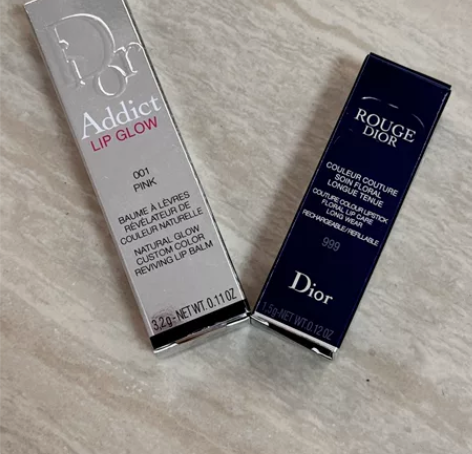 Dior
Addict
LIP GLOW
001
PINK
BAUME À LÈVRES
RÉVÉLATEUR DE
COULEUR NATURELLE
NATURAL GLOW
CUSTOM COLOR
REVIVING LIP BALM
3,2g-NET WT. 0.11 OZ
ROUGE
DIOR
COULEUR COUTURE
SOIN FLORAL
LONGUE TENUE
COUTURE COLOUR LIPSTICK
FLORAL LIP CARE
LONG WEAR
RECHARGEABLE/REFILLABLE
999
Dior
1.5g-NET WT. 0.12 OZ